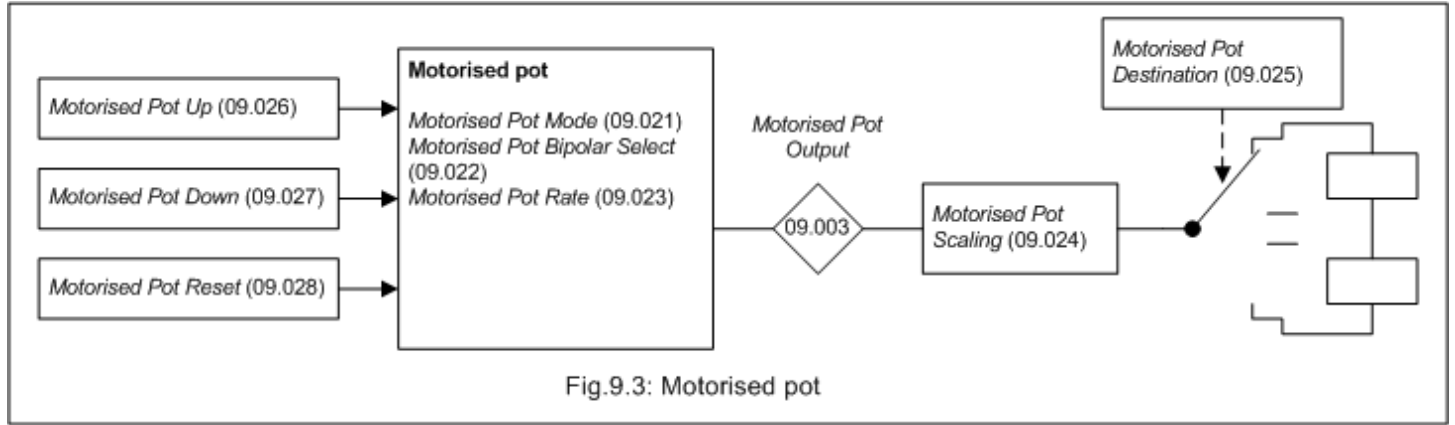 Motorised Pot Up (09.026)
Motorised Pot Down (09.027)
Motorised Pot Reset (09.028)
Motorised pot
Motorised Pot Mode (09.021)
Motorised Pot Bipolar Select
(09.022)
Motorised Pot Rate (09.023)
Motorised Pot
Output
09.003
Motorised Pot
Scaling (09.024)
Motorised Pot
Destination (09.025)
Fig.9.3: Motorised pot